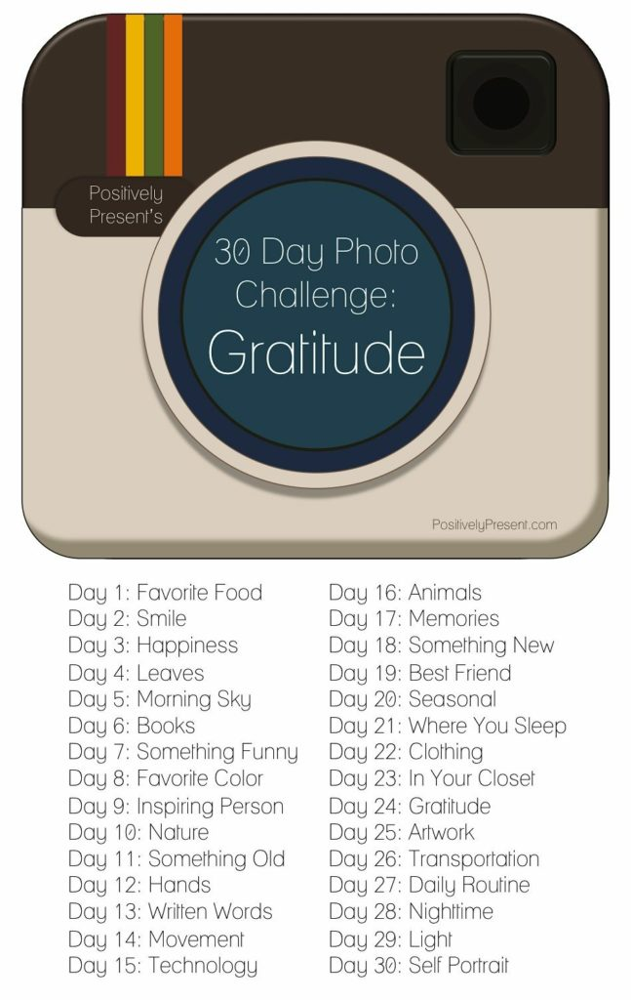 Positively
Present's
30 Day Photo
Challenge:
Gratitude
PositivelyPresent.com
Day 1: Favorite Food
Day 2: Smile
Day 3: Happiness
Day 4: Leaves
Day 5: Morning Sky
Day 6: Books
Day 7: Something Funny
Day 8: Favorite Color
Day 9: Inspiring Person
Day 10: Nature
Day 11: Something Old
Day 12: Hands
Day 13: Written Words
Day 14: Movement
Day 15: Technology
Day 16: Animals
Day 17: Memories
Day 18: Something New
Day 19: Best Friend
Day 20: Seasonal
Day 21: Where You Sleep
Day 22: Clothing
Day 23: In Your Closet
Day 24: Gratitude
Day 25: Artwork
Day 26: Transportation
Day 27: Daily Routine
Day 28: Nighttime
Day 29: Light
Day 30: Self Portrait